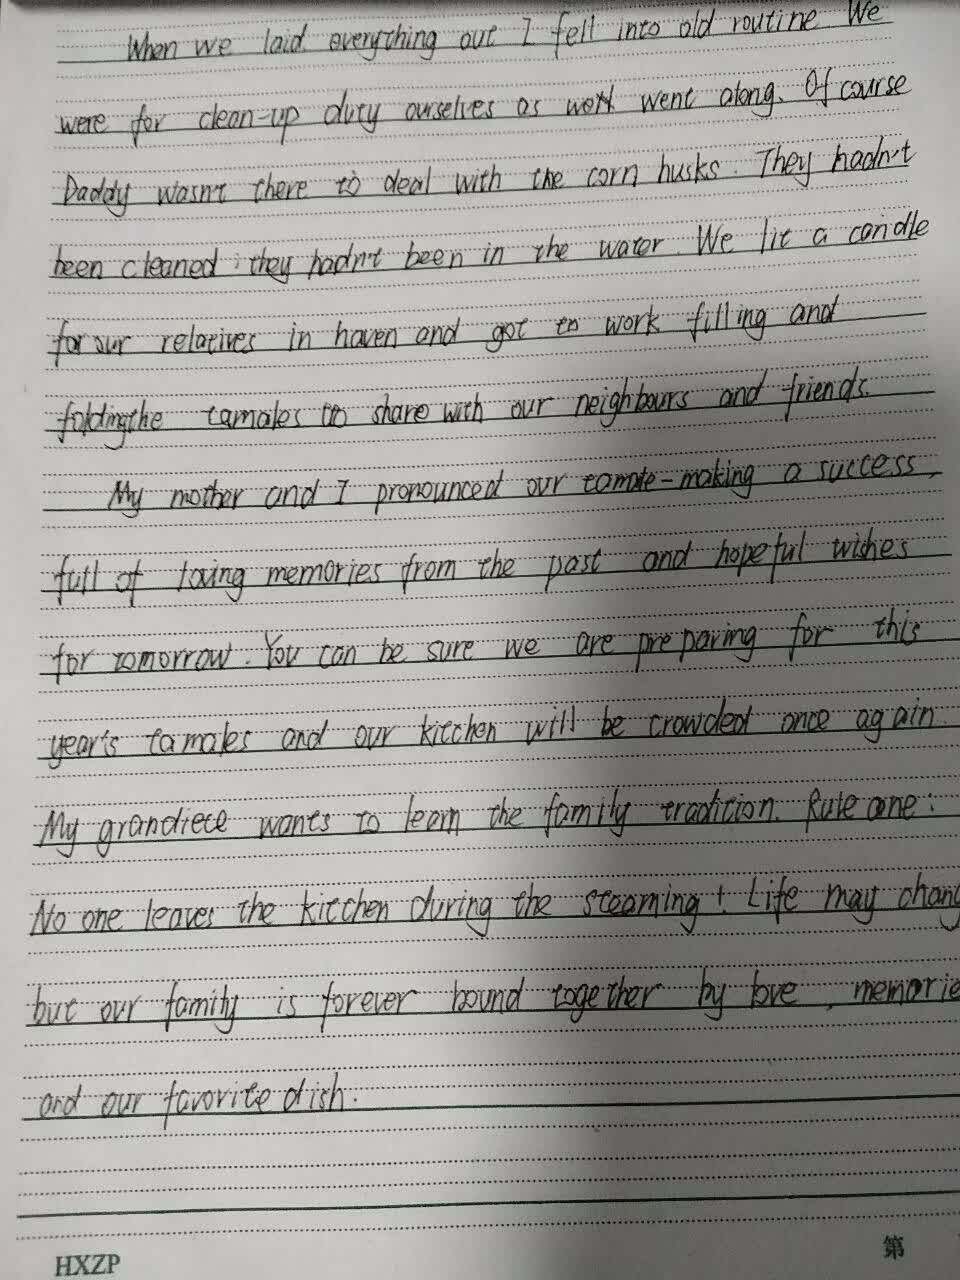 When we laid everything out I fell into old routine We
were for clean-up duty ourselves as work went along. Of course
Daddy wasn't there to deal with the corn husks. They hadn't
been cleaned; they hadn't been in the water. We lit a candle
for our relatives in haven and got to work filling and
foldingthe tamales to share with our neighbours and friends.
My mother and I pronounced our tamale-making a success,
full of loving memories from the past and hopeful wishes
for tomorrow. You can be sure we are preparing for this
year's tamales and our kitchen will be crowded once again
My grandiece wants to learn the family tradition. Rule one:
No one leaves the kitchen during the steaming! Life may chang
but our family is forever bound together by love, memorie
and our favorite dish.
HXZP 第